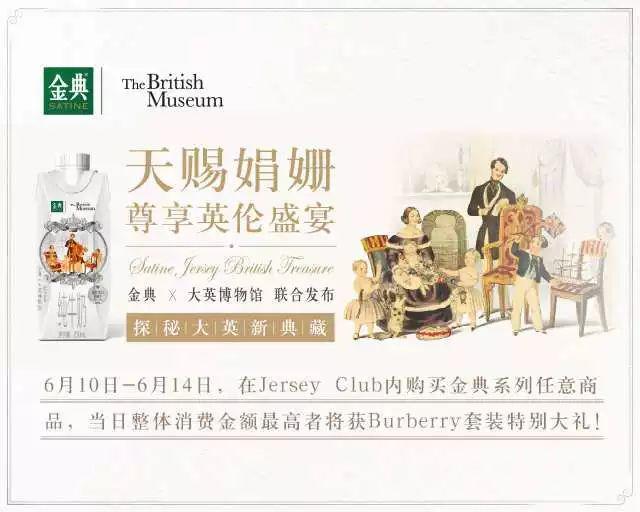 金典
SATINE
The British Museum
天赐娟姗
尊享英伦盛宴
Satine Jersey British Treasure
金典 × 大英博物馆 联合发布
探秘大英新典藏
金典
The British Museum
6月10日-6月14日，在Jersey Club内购买金典系列任意商
品，当日整体消费金额最高者将获Burberry套装特别大礼！